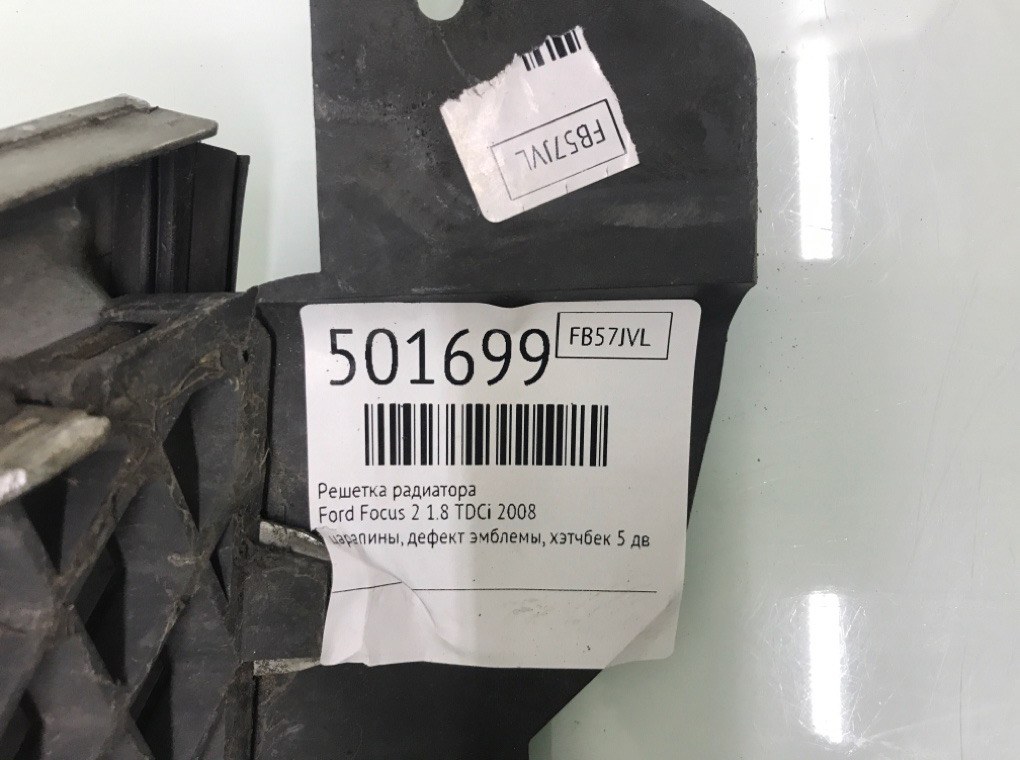 FB57JVL
501699
FB57JVL
Решетка радиатора
Ford Focus 2 1.8 TDCi 2008
царапины, дефект эмблемы, хэтчбек 5 дв